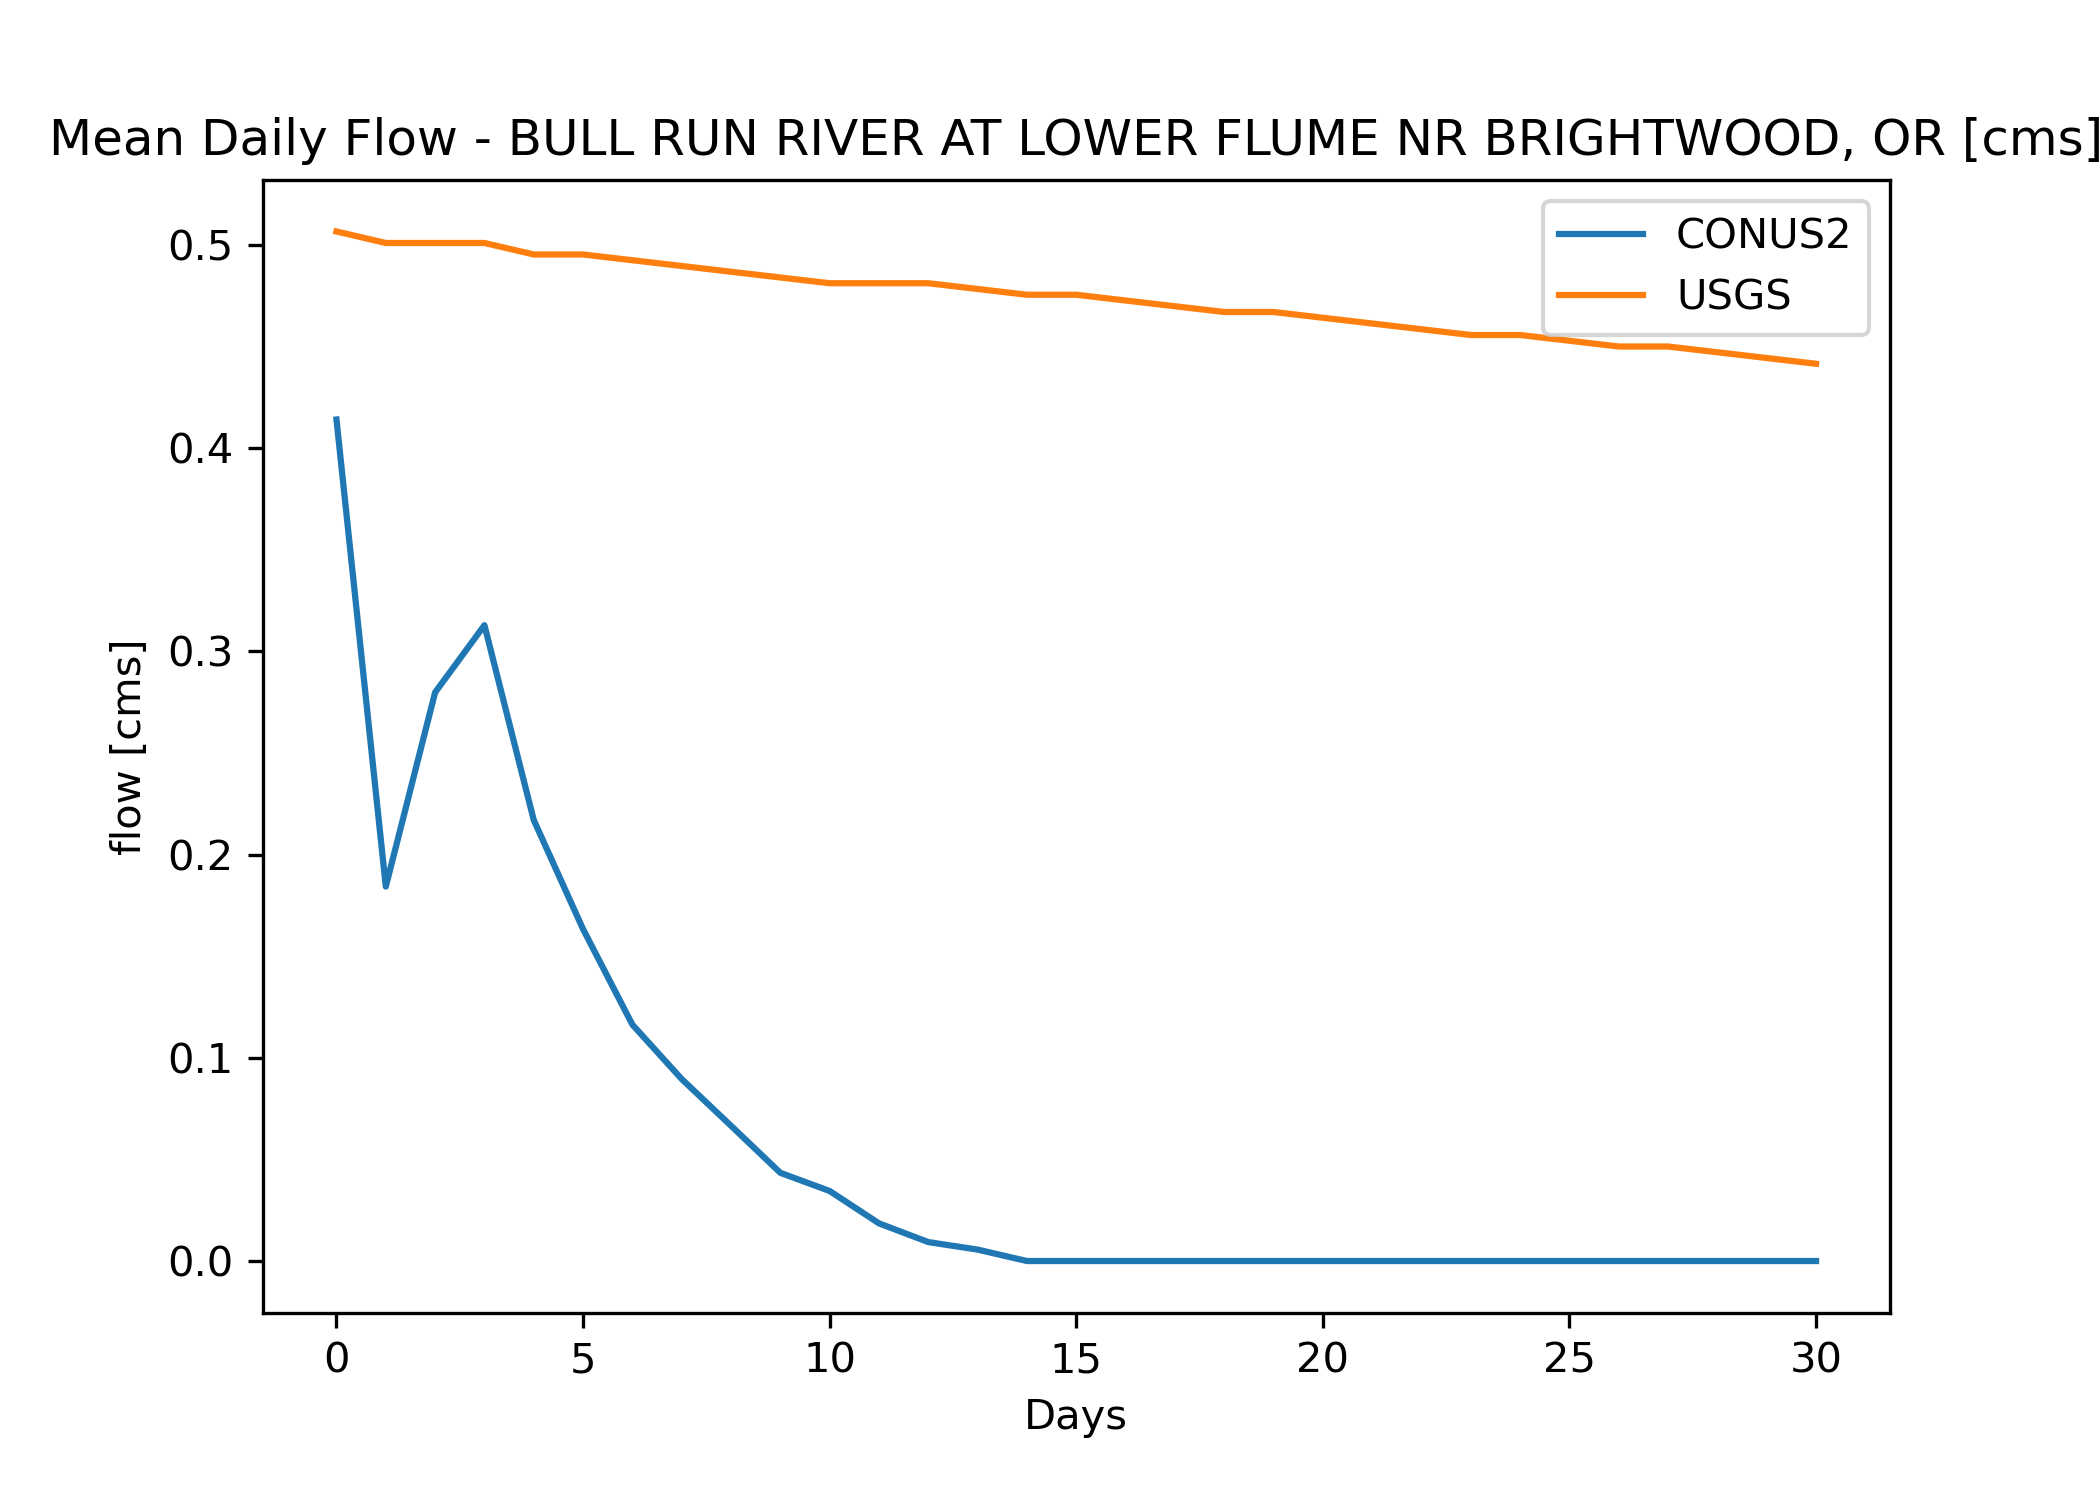 Mean Daily Flow - BULL RUN RIVER AT LOWER FLUME NR BRIGHTWOOD, OR [cms]
CONUS2
USGS
0.5
0.4
0.3
0.2
0.1
0.0
flow [cms]
0 5 10 15 20 25 30
Days